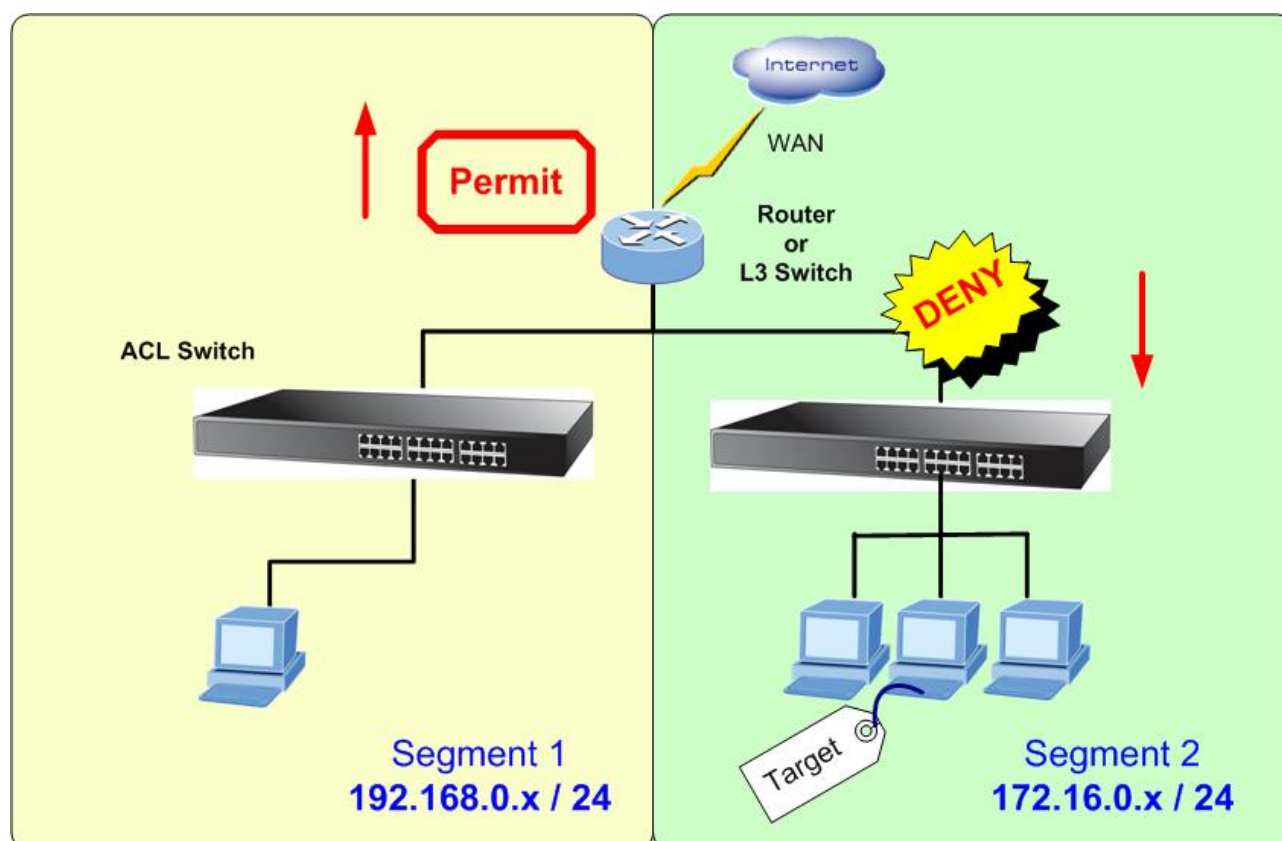 Internet
WAN
Permit
Router
or
L3 Switch
DENY
ACL Switch
Target
Segment 1
192.168.0.x / 24
Segment 2
172.16.0.x / 24